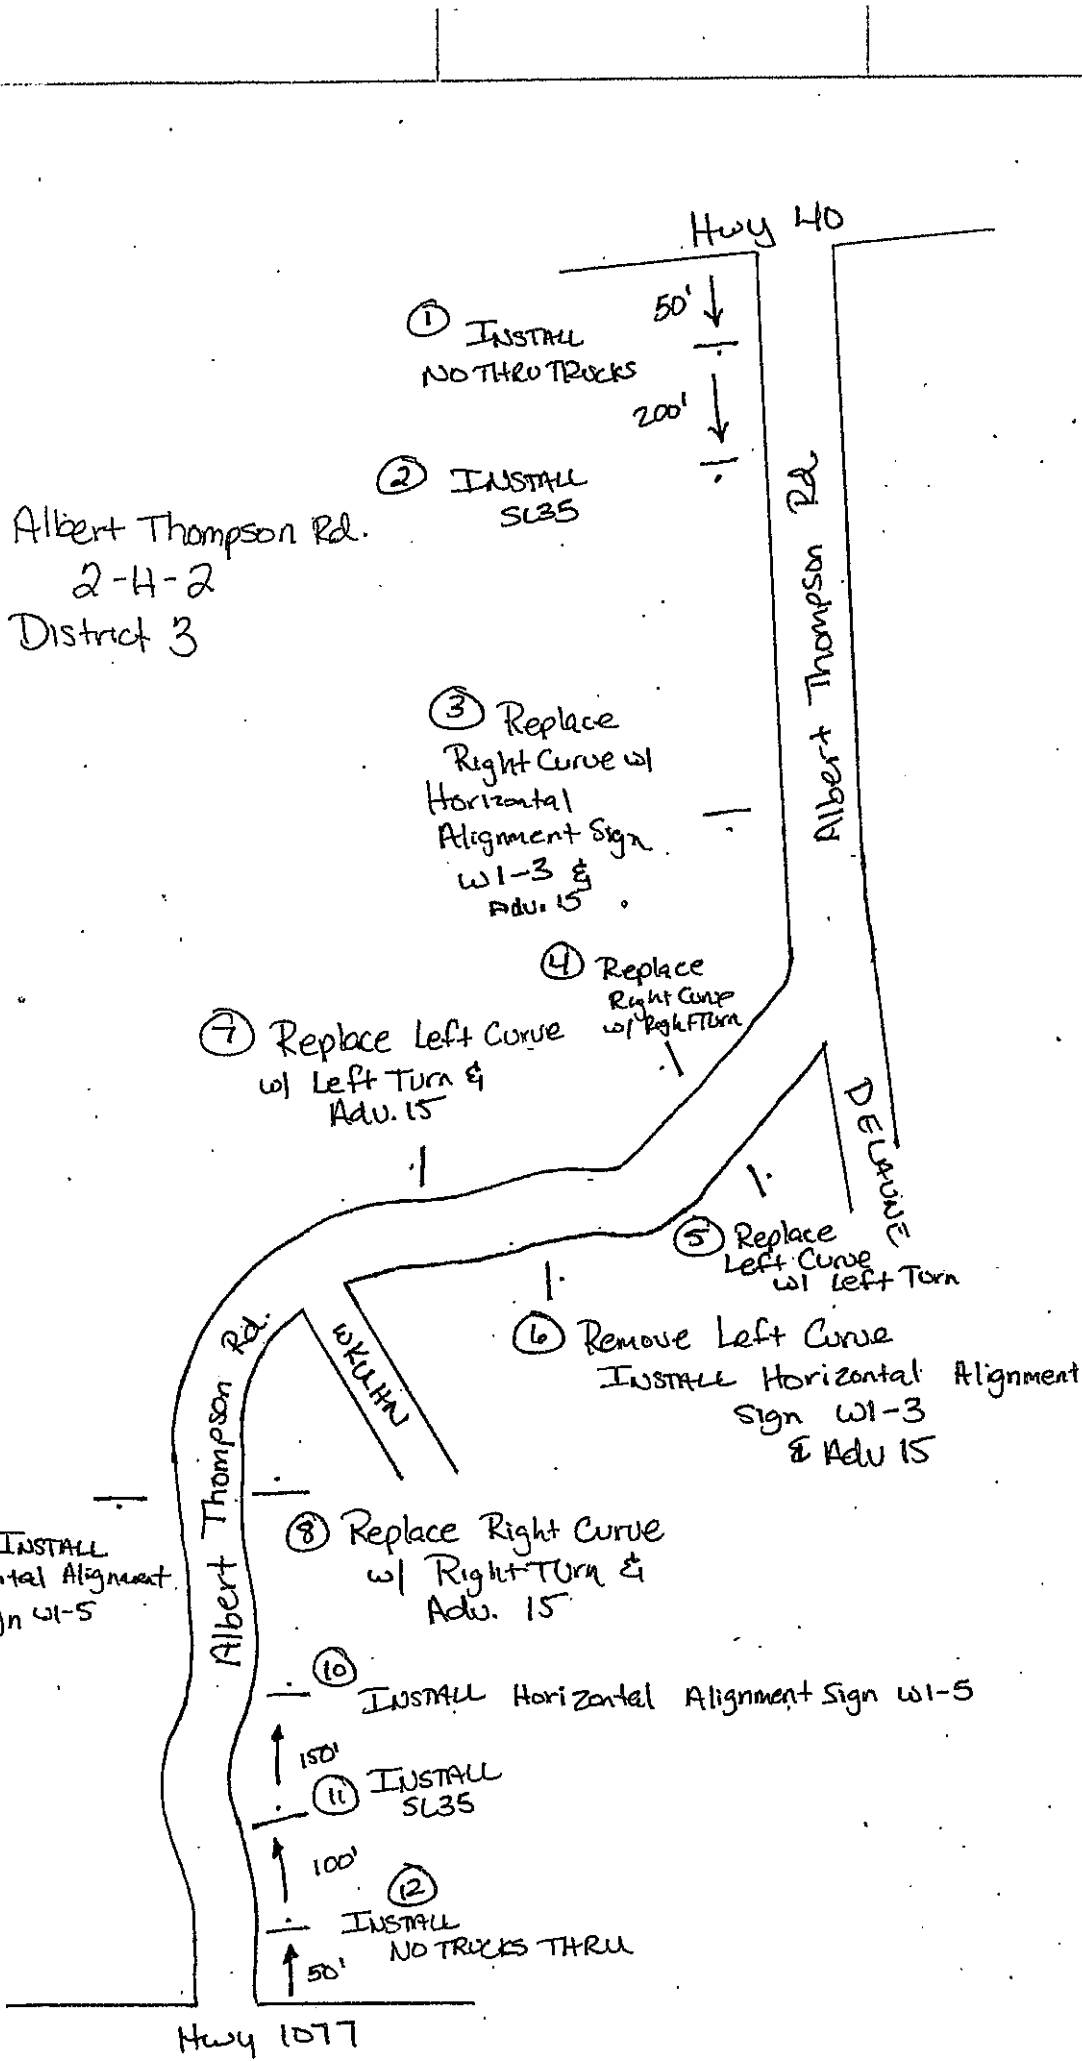 Hwy 40
50'
① INSTALL
NO THRU TRUCKS
200'
② INSTALL
SL35
Albert Thompson Rd.
2-H-2
District 3
Albert Thompson Rd
③ Replace
Right Curve w/
Horizontal
Alignment Sign
W1-3 &
Adv. 15
④ Replace
Right Curve
w/ Right Turn
⑦ Replace Left Curve
w/ Left Turn &
Adv. 15
DELAUNE
⑤ Replace
Left Curve
w/ Left Turn
⑥ Remove Left Curve
INSTALL Horizontal Alignment
Sign W1-3
& Adv 15
WKUHN
Albert Thompson Rd.
INSTALL
ntal Alignment
gn W1-5
⑧ Replace Right Curve
w/ Right Turn &
Adv. 15
⑩
INSTALL Horizontal Alignment Sign W1-5
150'
⑪ INSTALL
SL35
100'
⑫
INSTALL
NO TRUCKS THRU
50'
Hwy 1077